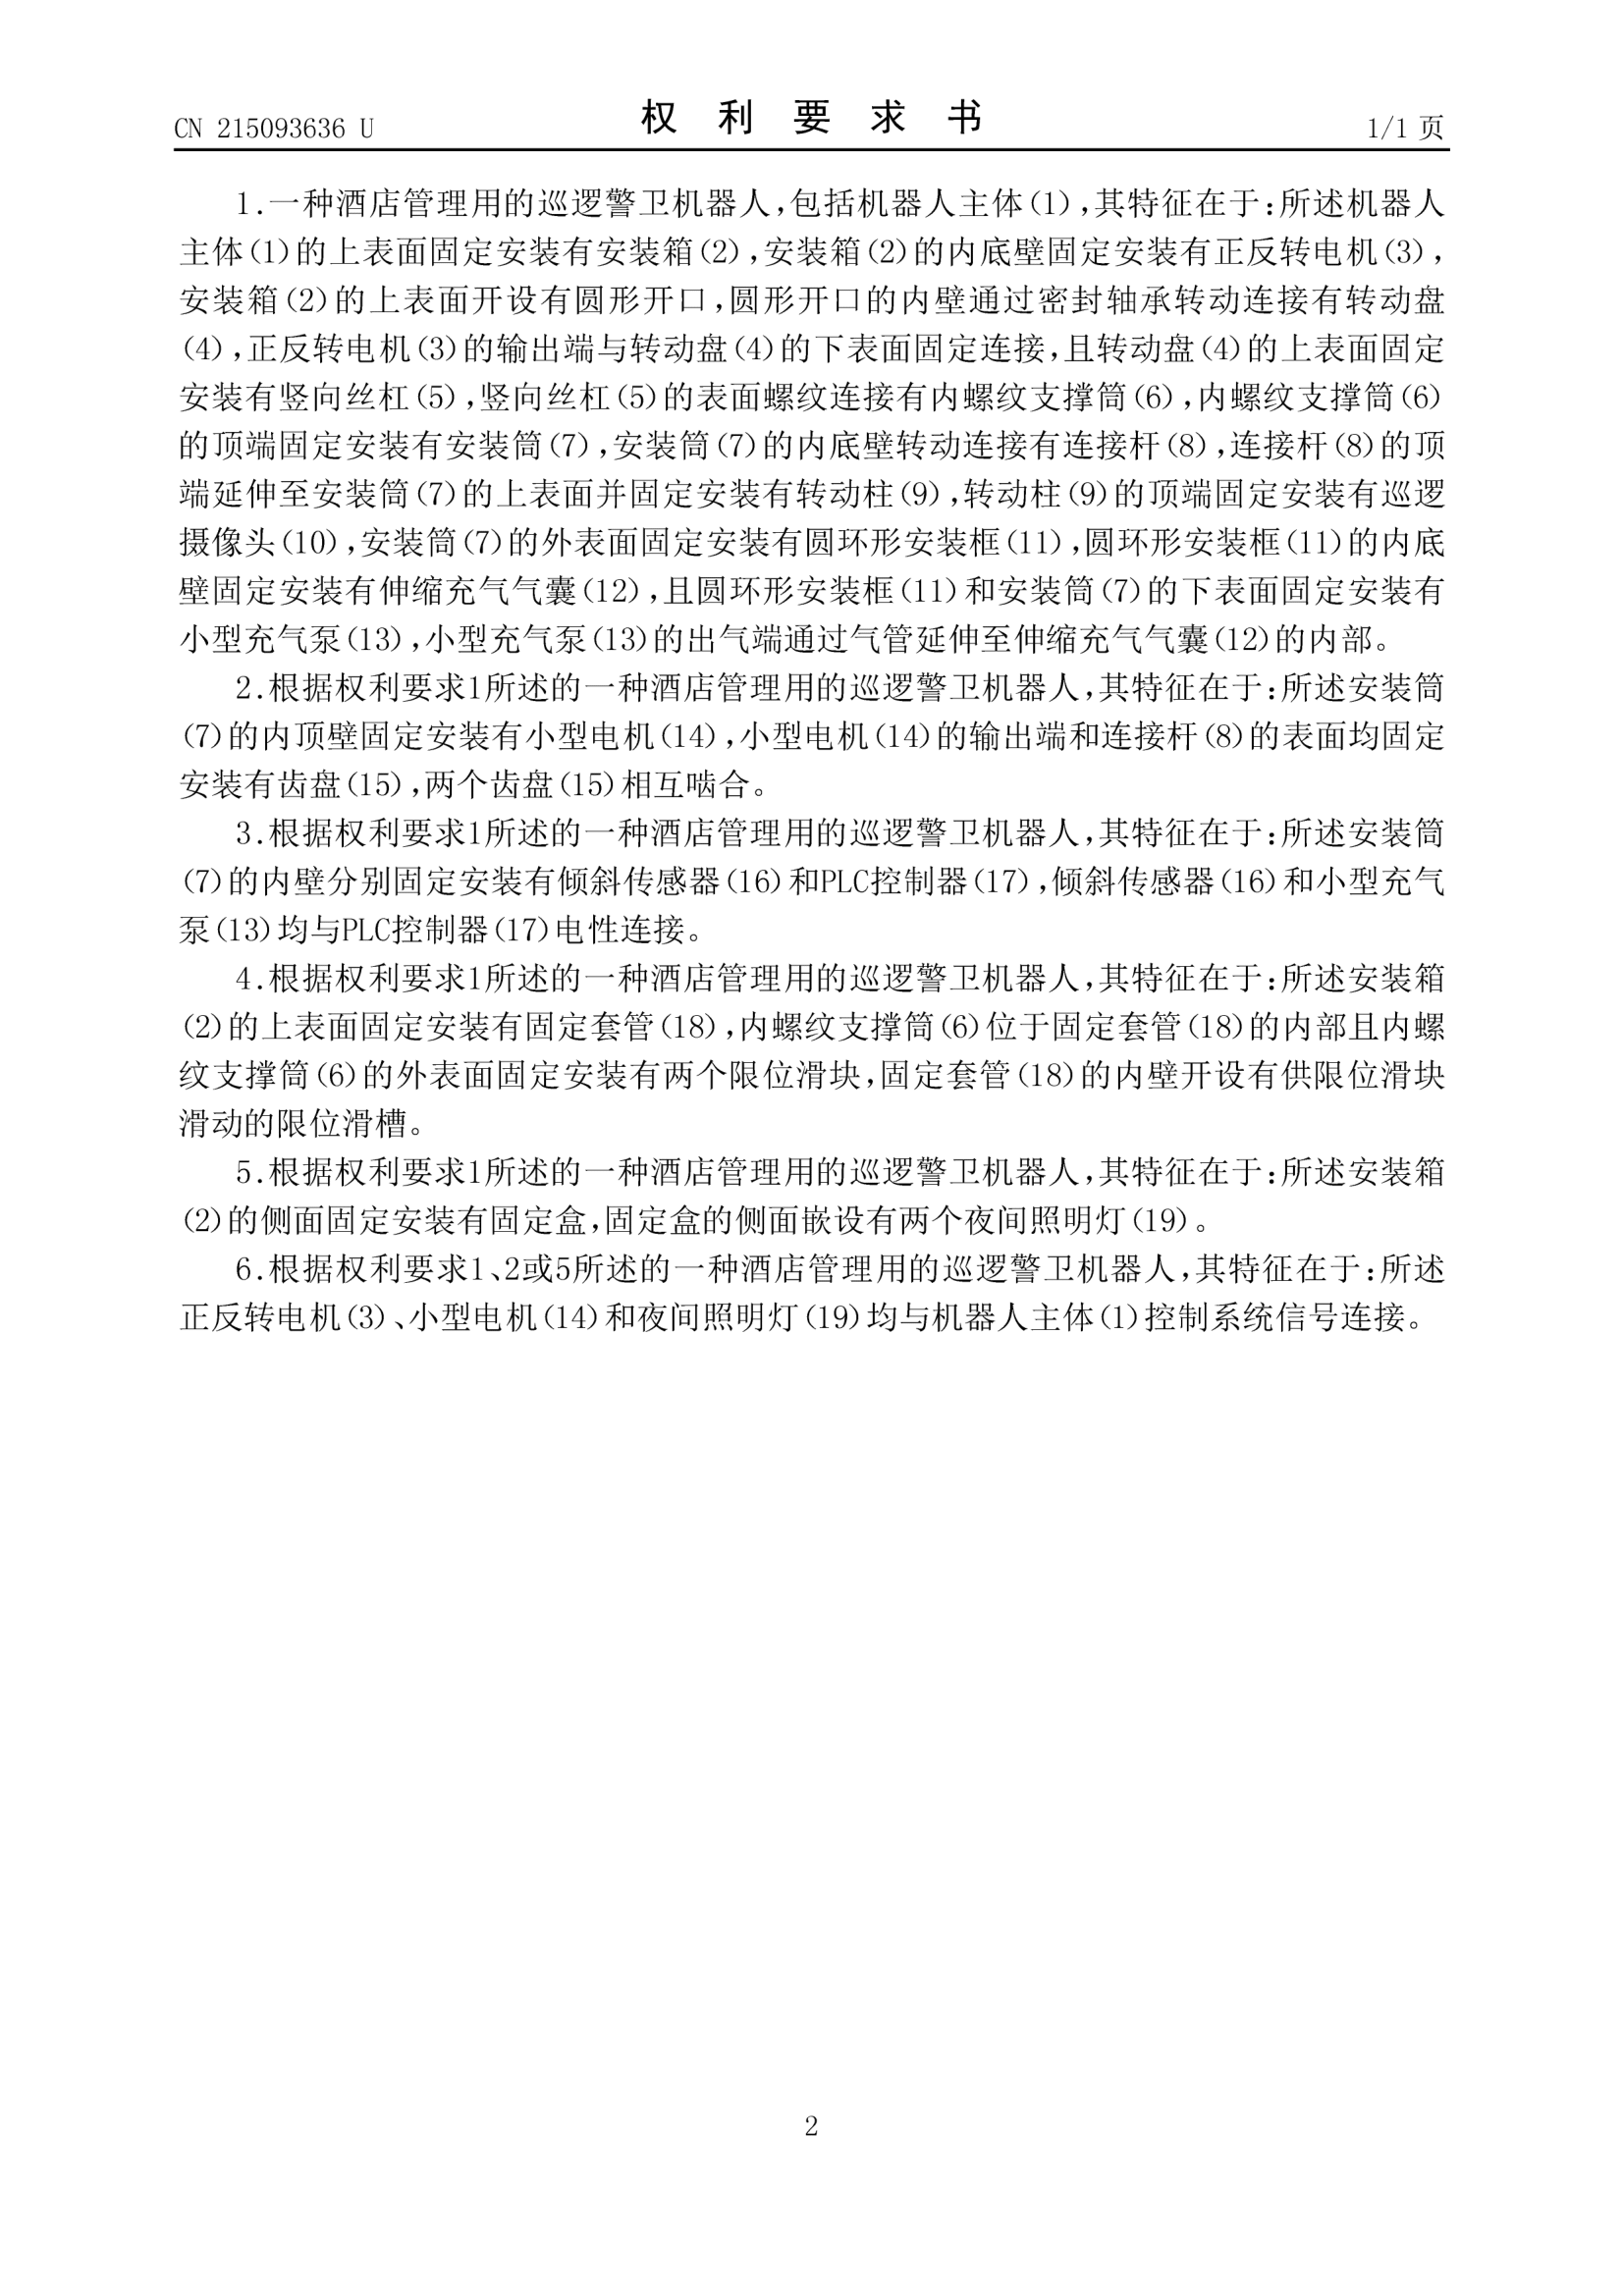 CN 215093636 U
权利要求书
1/1 页
1.一种酒店管理用的巡逻警卫机器人,包括机器人主体(1),其特征在于:所述机器人
主体(1)的上表面固定安装有安装箱(2),安装箱(2)的内底壁固定安装有正反转电机(3),
安装箱(2)的上表面开设有圆形开口,圆形开口的内壁通过密封轴承转动连接有转动盘
(4),正反转电机(3)的输出端与转动盘(4)的下表面固定连接,且转动盘(4)的上表面固定
安装有竖向丝杠(5),竖向丝杠(5)的表面螺纹连接有内螺纹支撑筒(6),内螺纹支撑筒(6)
的顶端固定安装有安装筒(7),安装筒(7)的内底壁转动连接有连接杆(8),连接杆(8)的顶
端延伸至安装筒(7)的上表面并固定安装有转动柱(9),转动柱(9)的顶端固定安装有巡逻
摄像头(10),安装筒(7)的外表面固定安装有圆环形安装框(11),圆环形安装框(11)的内底
壁固定安装有伸缩充气气囊(12),且圆环形安装框(11)和安装筒(7)的下表面固定安装有
小型充气泵(13),小型充气泵(13)的出气端通过气管延伸至伸缩充气气囊(12)的内部。
2.根据权利要求1所述的一种酒店管理用的巡逻警卫机器人,其特征在于:所述安装筒
(7)的内顶壁固定安装有小型电机(14),小型电机(14)的输出端和连接杆(8)的表面均固定
安装有齿盘(15),两个齿盘(15)相互啮合。
3.根据权利要求1所述的一种酒店管理用的巡逻警卫机器人,其特征在于:所述安装筒
(7)的内壁分别固定安装有倾斜传感器(16)和PLC控制器(17),倾斜传感器(16)和小型充气
泵(13)均与PLC控制器(17)电性连接。
4.根据权利要求1所述的一种酒店管理用的巡逻警卫机器人,其特征在于:所述安装箱
(2)的上表面固定安装有固定套管(18),内螺纹支撑筒(6)位于固定套管(18)的内部且内螺
纹支撑筒(6)的外表面固定安装有两个限位滑块,固定套管(18)的内壁开设有供限位滑块
滑动的限位滑槽。
5.根据权利要求1所述的一种酒店管理用的巡逻警卫机器人,其特征在于:所述安装箱
(2)的侧面固定安装有固定盒,固定盒的侧面嵌设有两个夜间照明灯(19)。
6.根据权利要求1、2或5所述的一种酒店管理用的巡逻警卫机器人,其特征在于:所述
正反转电机(3)、小型电机(14)和夜间照明灯(19)均与机器人主体(1)控制系统信号连接。
2